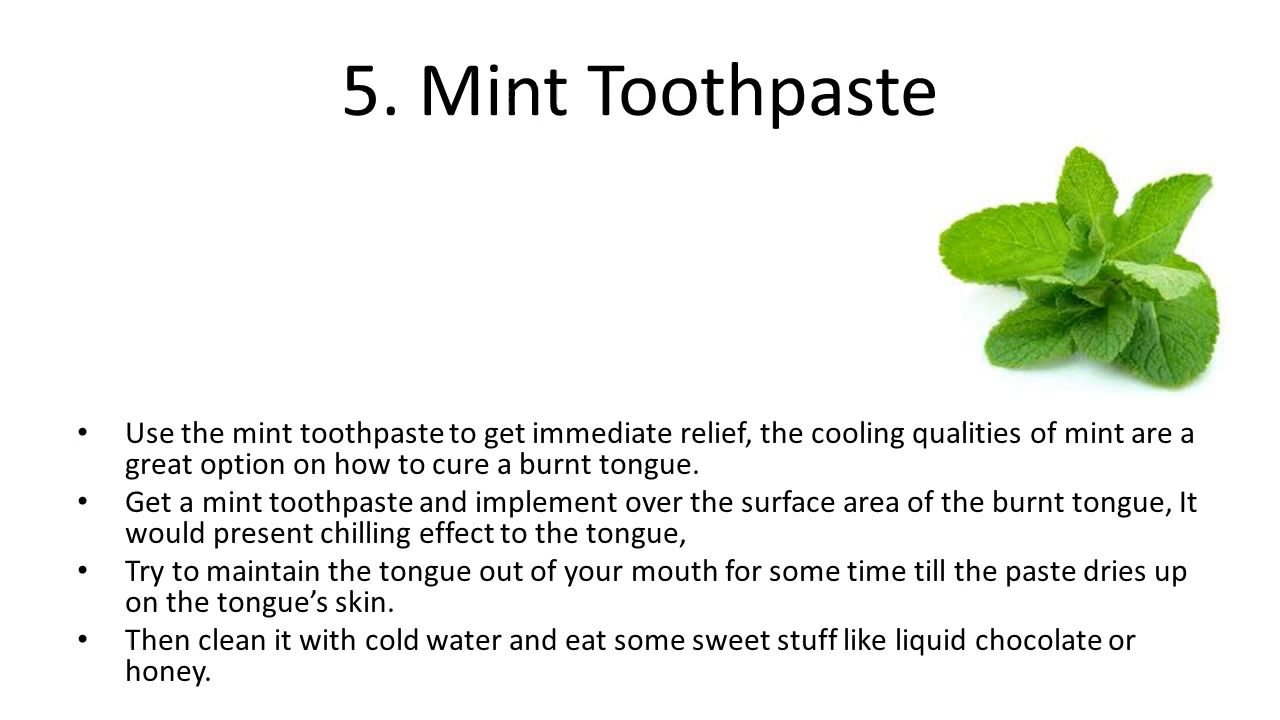 5. Mint Toothpaste
• Use the mint toothpaste to get immediate relief, the cooling qualities of mint are a
great option on how to cure a burnt tongue.
• Get a mint toothpaste and implement over the surface area of the burnt tongue, It
would present chilling effect to the tongue,
• Try to maintain the tongue out of your mouth for some time till the paste dries up
on the tongue’s skin.
• Then clean it with cold water and eat some sweet stuff like liquid chocolate or
honey.